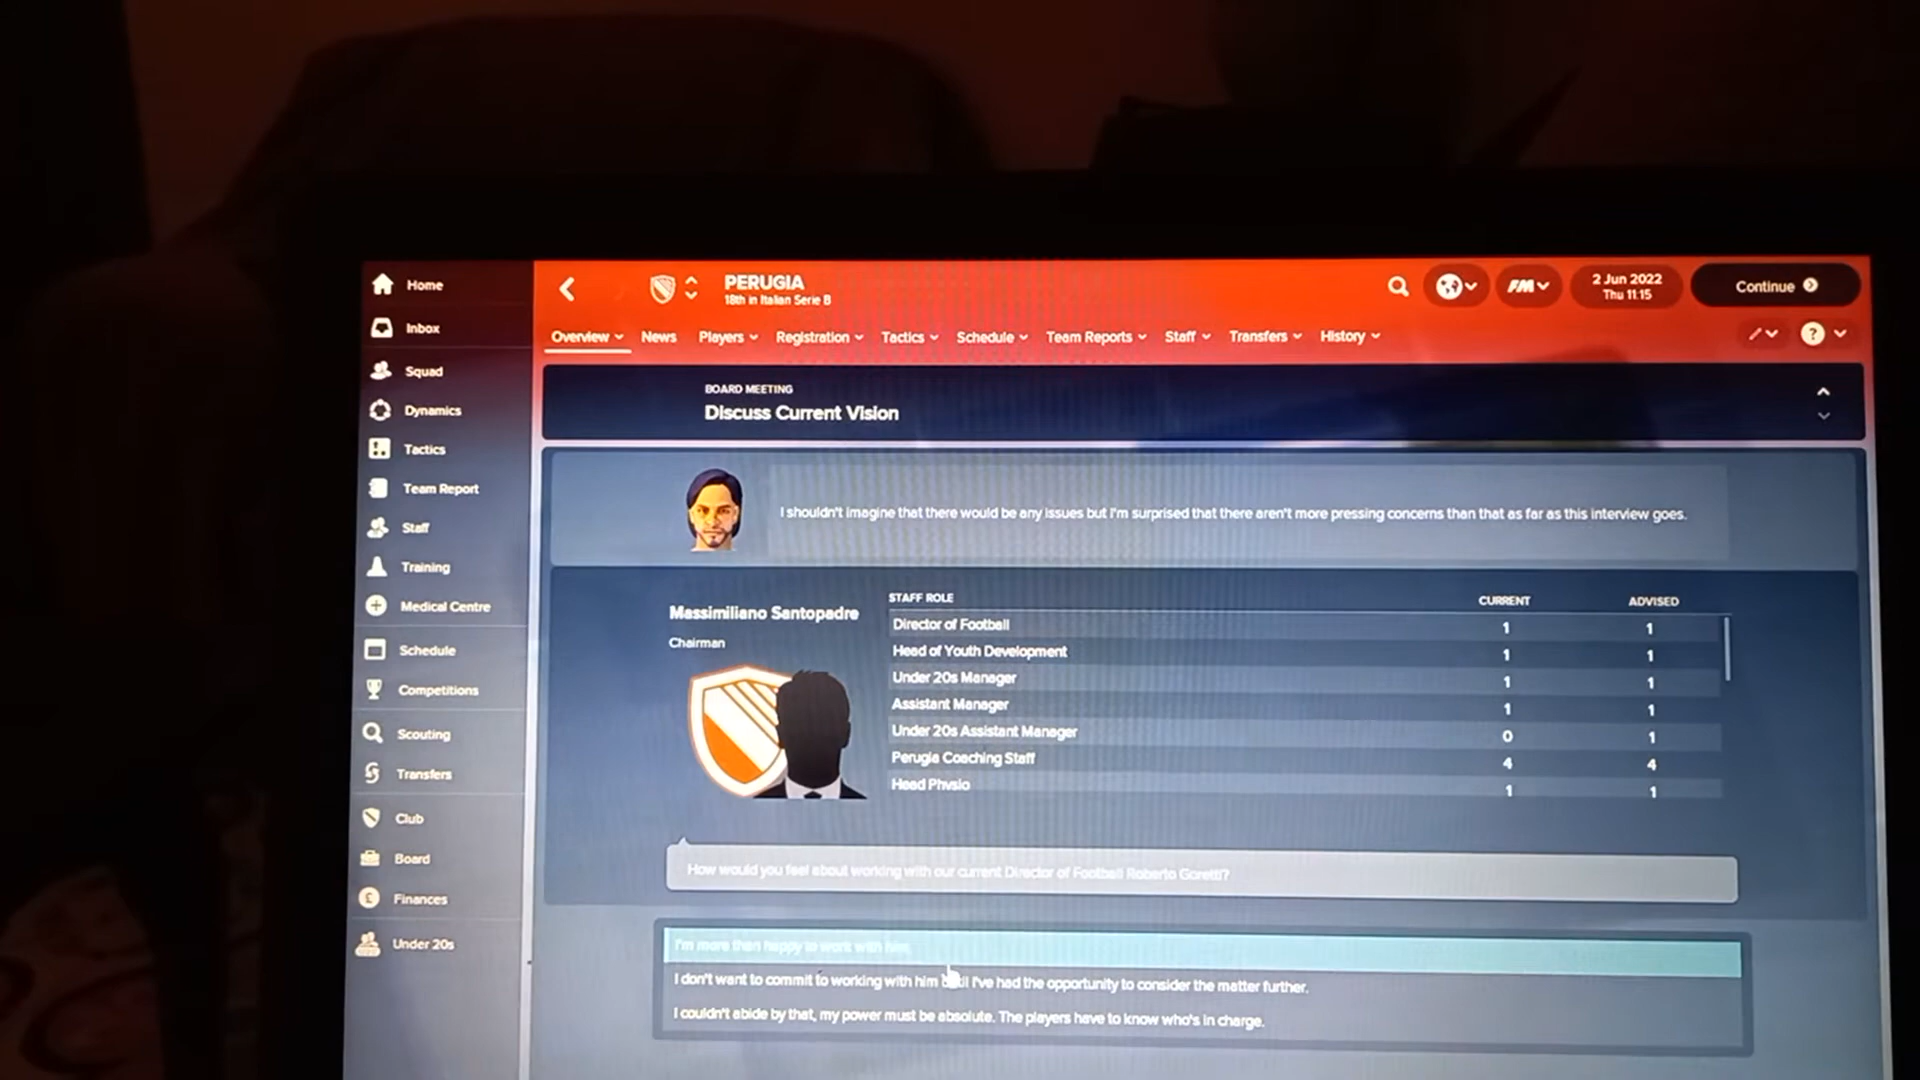 Home
Inbox
Squad
Dynamics
Tactics
Team Report
Staff
Training
Medical Centre
Schedule
Competitions
Scouting
Transfers
Club
Board
Finances
Under 20s
PERUGIA
18th in Italian Serie B
FM
2 Jun 2022
Thu 11:15
Continue
Overview News Players Registration Tactics Schedule Team Reports Staff Transfers History
?
BOARD MEETING
Discuss Current Vision
I shouldn't imagine that there would be any issues but I'm surprised that there aren't more pressing concerns than that as far as this interview goes.
Massimiliano Santopadre
Chairman
STAFF ROLE CURRENT ADVISED
Director of Football 1 1
Head of Youth Development 1 1
Under 20s Manager 1 1
Assistant Manager 1 1
Under 20s Assistant Manager 0 1
Perugia Coaching Staff 4 4
Head Physio 1 1
How would you feel about working with our current Director of Football Roberto Goretti?
I'm more than happy to work with him.
I don't want to commit to working with him until I've had the opportunity to consider the matter further.
I couldn't abide by that, my power must be absolute. The players have to know who's in charge.